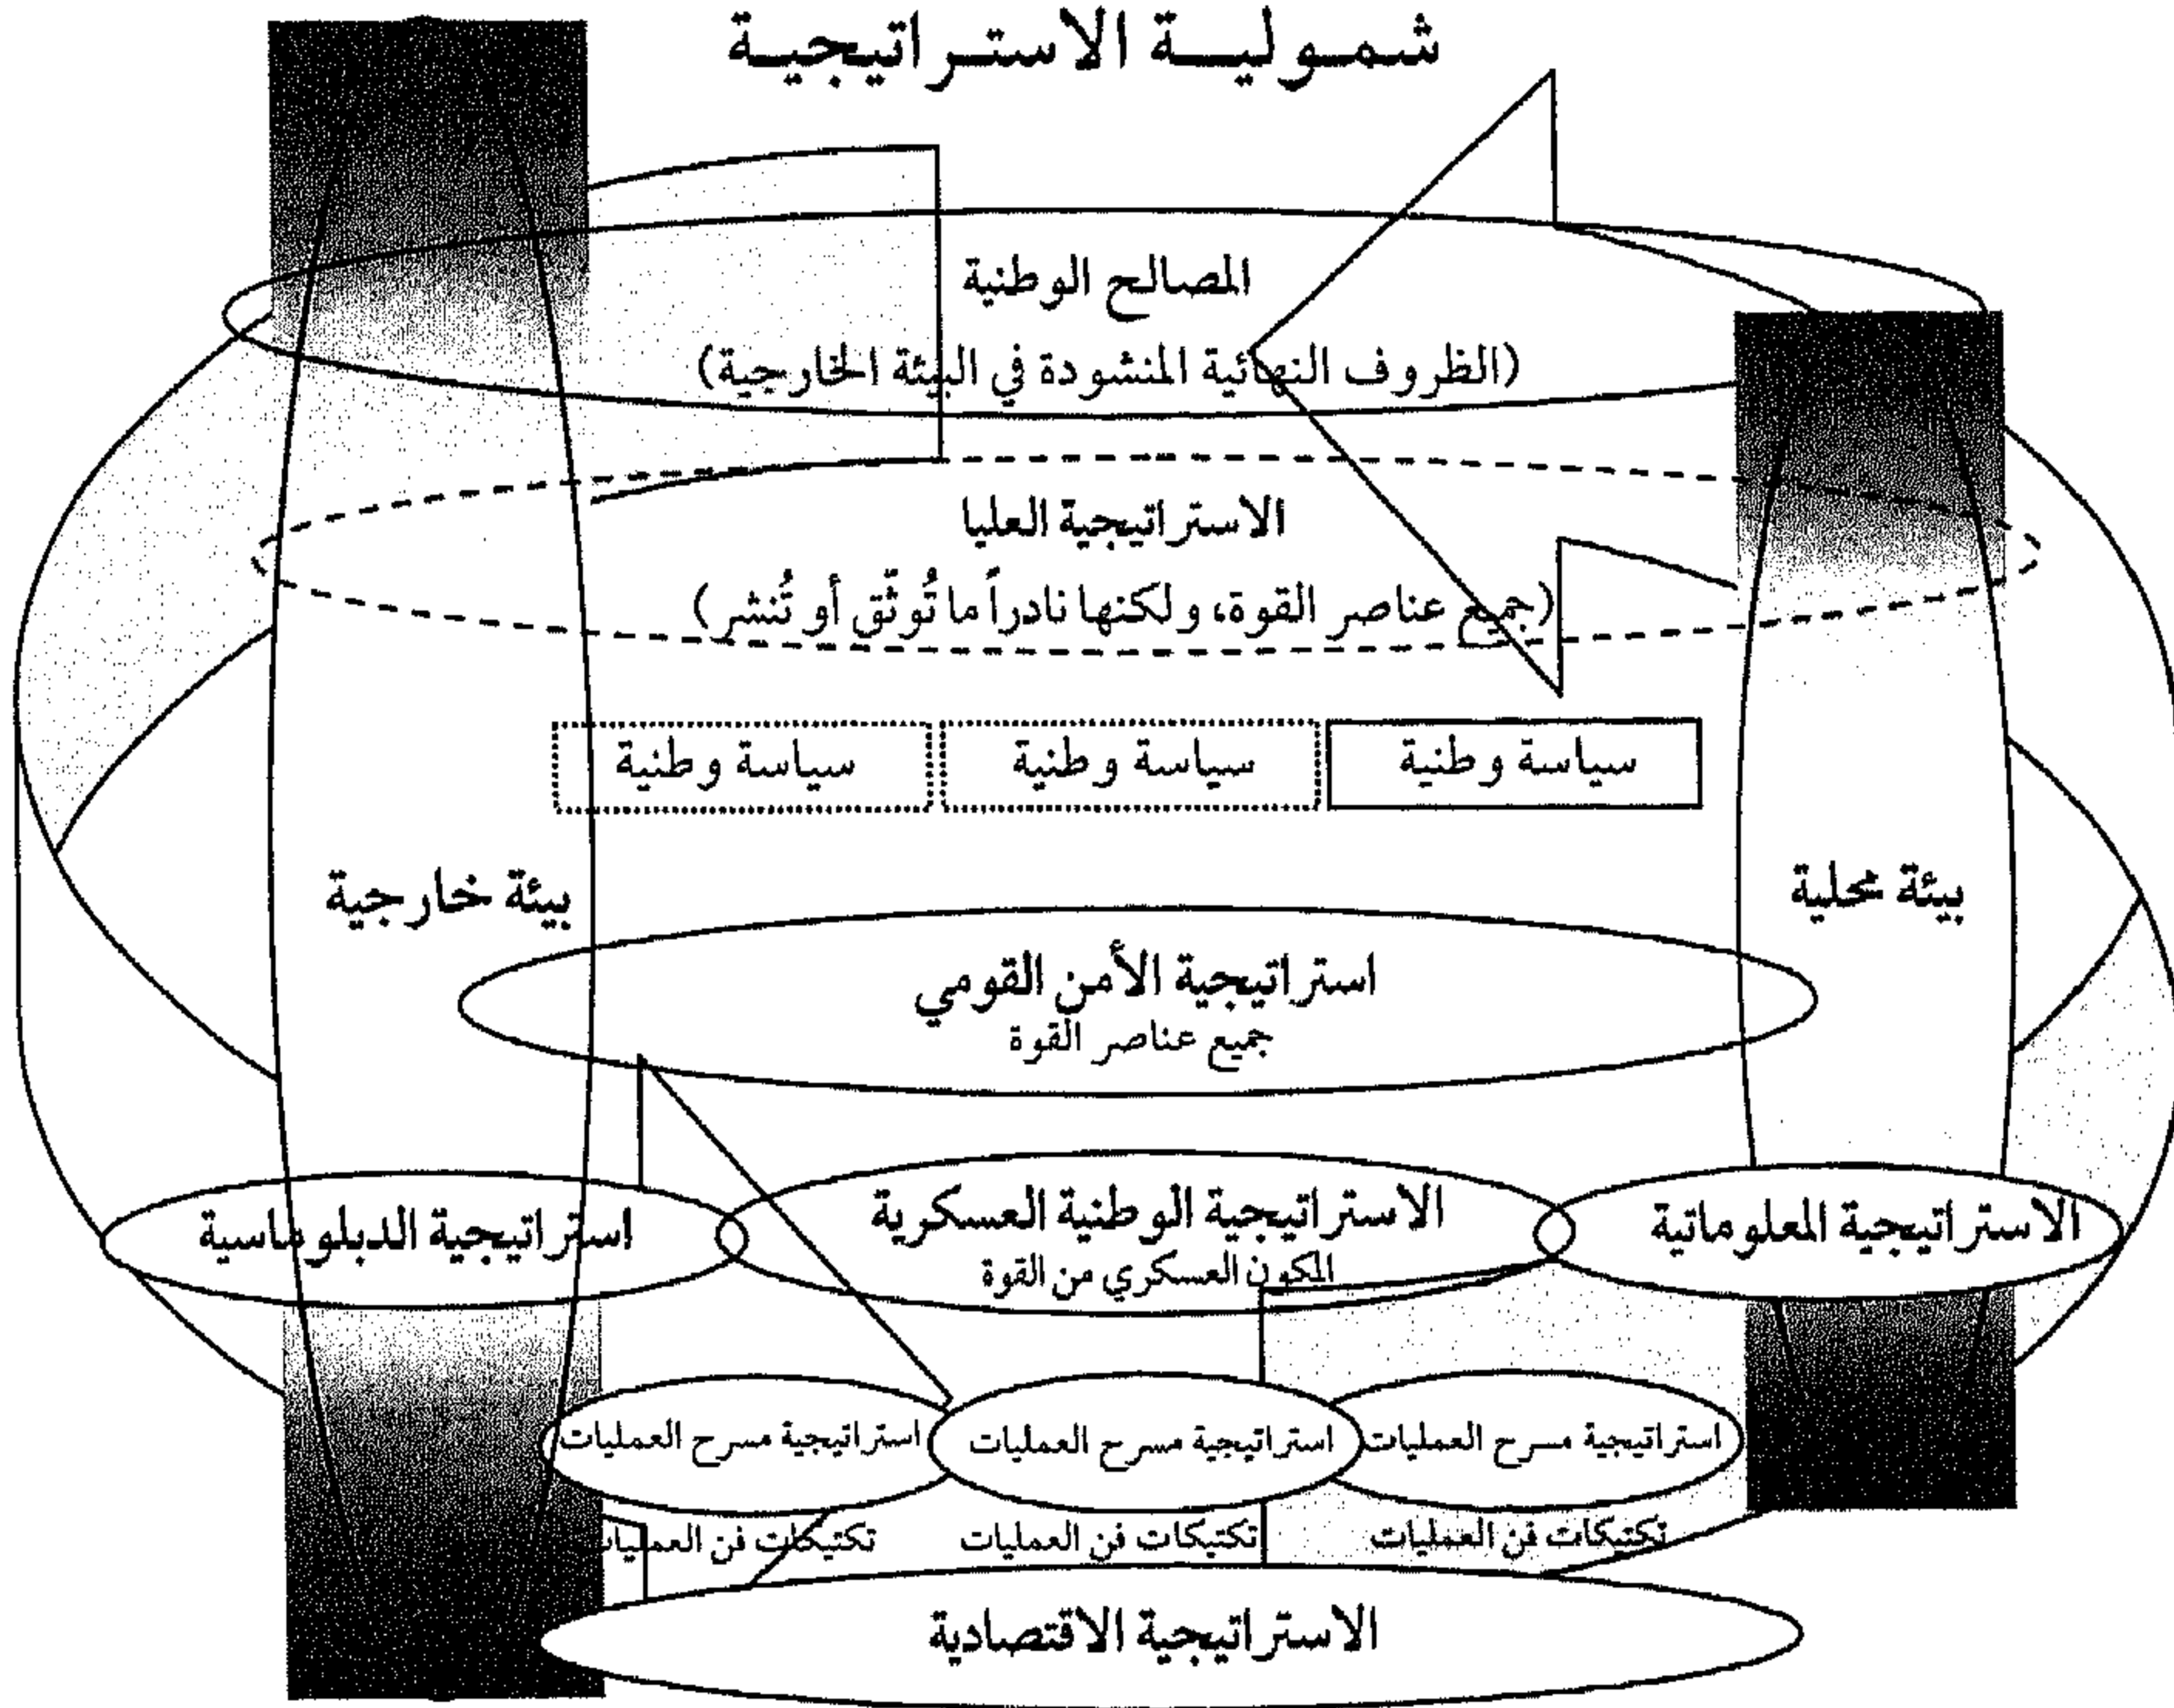 شمولية الاستراتيجية
المصالح الوطنية
(الظروف النهائية المنشودة في البيئة الخارجية)
الاستراتيجية العليا
(جميع عناصر القوة، ولكنها نادراً ما تُوثّق أو تُنشر)
سياسة وطنية
سياسة وطنية
سياسة وطنية
بيئة محلية
بيئة خارجية
استراتيجية الأمن القومي
جميع عناصر القوة
الاستراتيجية المعلوماتية
الاستراتيجية الوطنية العسكرية
المكون العسكري من القوة
استراتيجية الدبلوماسية
استراتيجية مسرح العمليات
استراتيجية مسرح العمليات
استراتيجية مسرح العمليات
تكتيكات فن العمليات
تكتيكات فن العمليات
تكتيكات فن العمليات
الاستراتيجية الاقتصادية